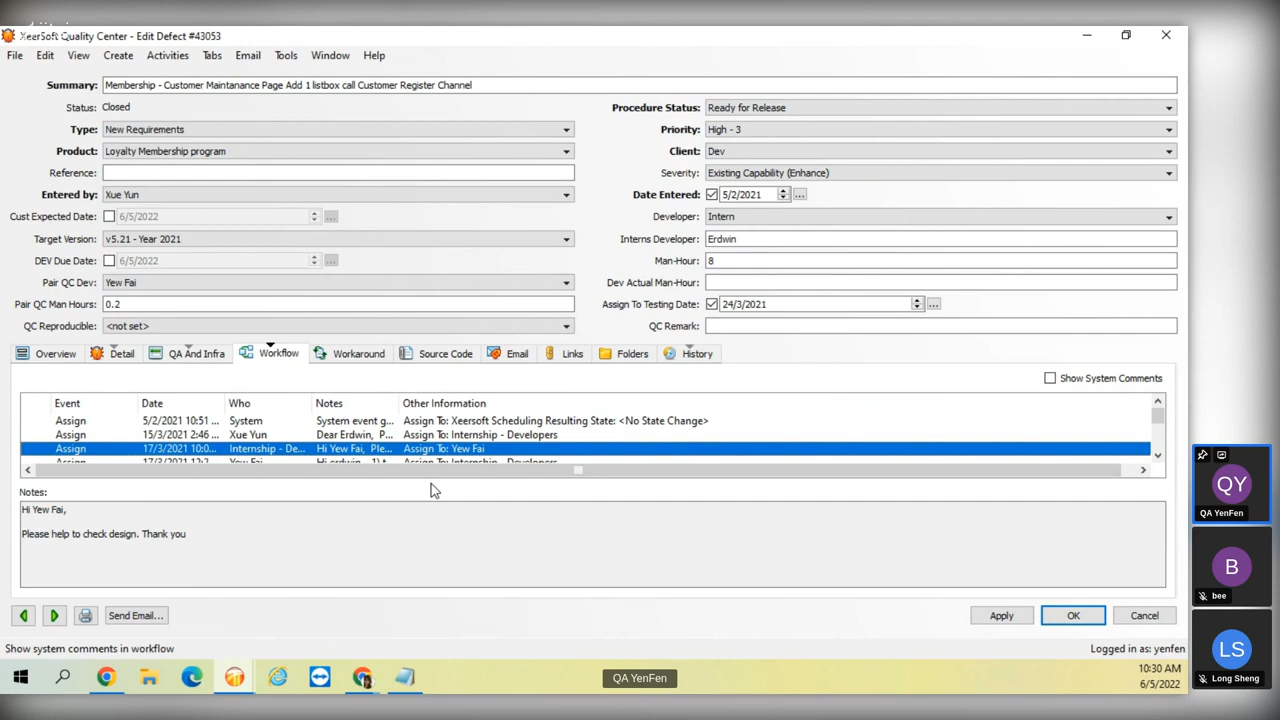 XeerSoft Quality Center - Edit Defect #43053
File Edit View Create Activities Tabs Email Tools Window Help
Summary: Membership - Customer Maintanance Page Add 1 listbox call Customer Register Channel
Status: Closed
Procedure Status: Ready for Release
Type: New Requirements
Priority: High - 3
Product: Loyalty Membership program
Client: Dev
Reference:
Severity: Existing Capability (Enhance)
Entered by: Xue Yun
Date Entered: 5/2/2021 ...
Cust Expected Date: 6/5/2022 ...
Developer: Intern
Target Version: v5.21 - Year 2021
Interns Developer: Erdwin
DEV Due Date: 6/5/2022 ...
Man-Hour: 8
Pair QC Dev: Yew Fai
Dev Actual Man-Hour:
Pair QC Man Hours: 0.2
Assign To Testing Date: 24/3/2021 ...
QC Reproducible: <not set>
QC Remark:
Overview Detail QA And Infra Workflow Workaround Source Code Email Links Folders History
Show System Comments
Event Date Who Notes Other Information
Assign 5/2/2021 10:51 ... System System event g... Assign To: Xeersoft Scheduling Resulting State: <No State Change>
Assign 15/3/2021 2:46 ... Xue Yun Dear Erdwin, P... Assign To: Internship - Developers
Assign 17/3/2021 10:0... Internship - De... Hi Yew Fai, Ple... Assign To: Yew Fai
Assign 17/3/2021 12:2... Yew Fai Hi erdwin, 1) t... Assign To: Internship - Developers
Notes:
Hi Yew Fai,
Please help to check design. Thank you
Send Email... Apply OK Cancel
Show system comments in workflow
Logged in as: yenfen
10:30 AM
6/5/2022
QA YenFen
QY
QA YenFen
B
bee
LS
Long Sheng